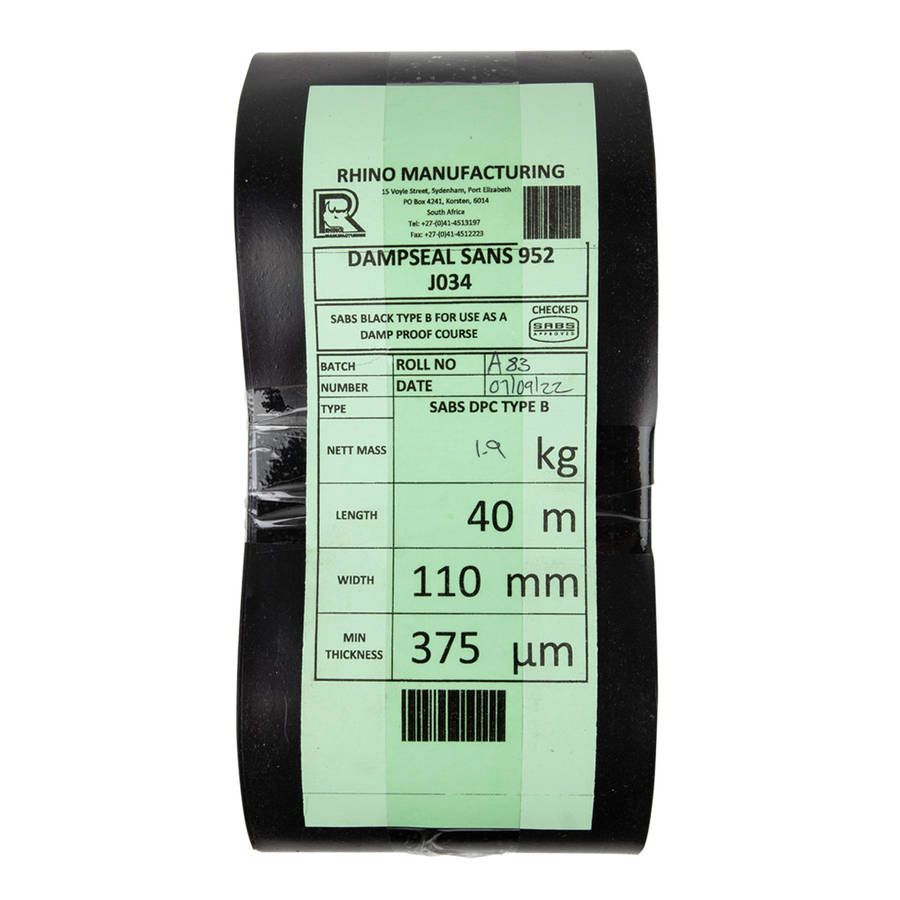 RHINO MANUFACTURING
15 Voyle Street, Sydenham, Port Elizabeth
PO Box 4241, Korsten, 6014
South Africa
Tel: +27-(0)41-4513197
Fax: +27-(0)41-4512223
R
RHINO
MANUFACTURING
DAMPSEAL SANS 952
J034
SABS BLACK TYPE B FOR USE AS A
DAMP PROOF COURSE
CHECKED
SABS
APPROVED
BATCH ROLL NO A83
NUMBER DATE 07/09/22
TYPE SABS DPC TYPE B
NETT MASS 1.9 kg
LENGTH 40 m
WIDTH 110 mm
MIN
THICKNESS 375 µm